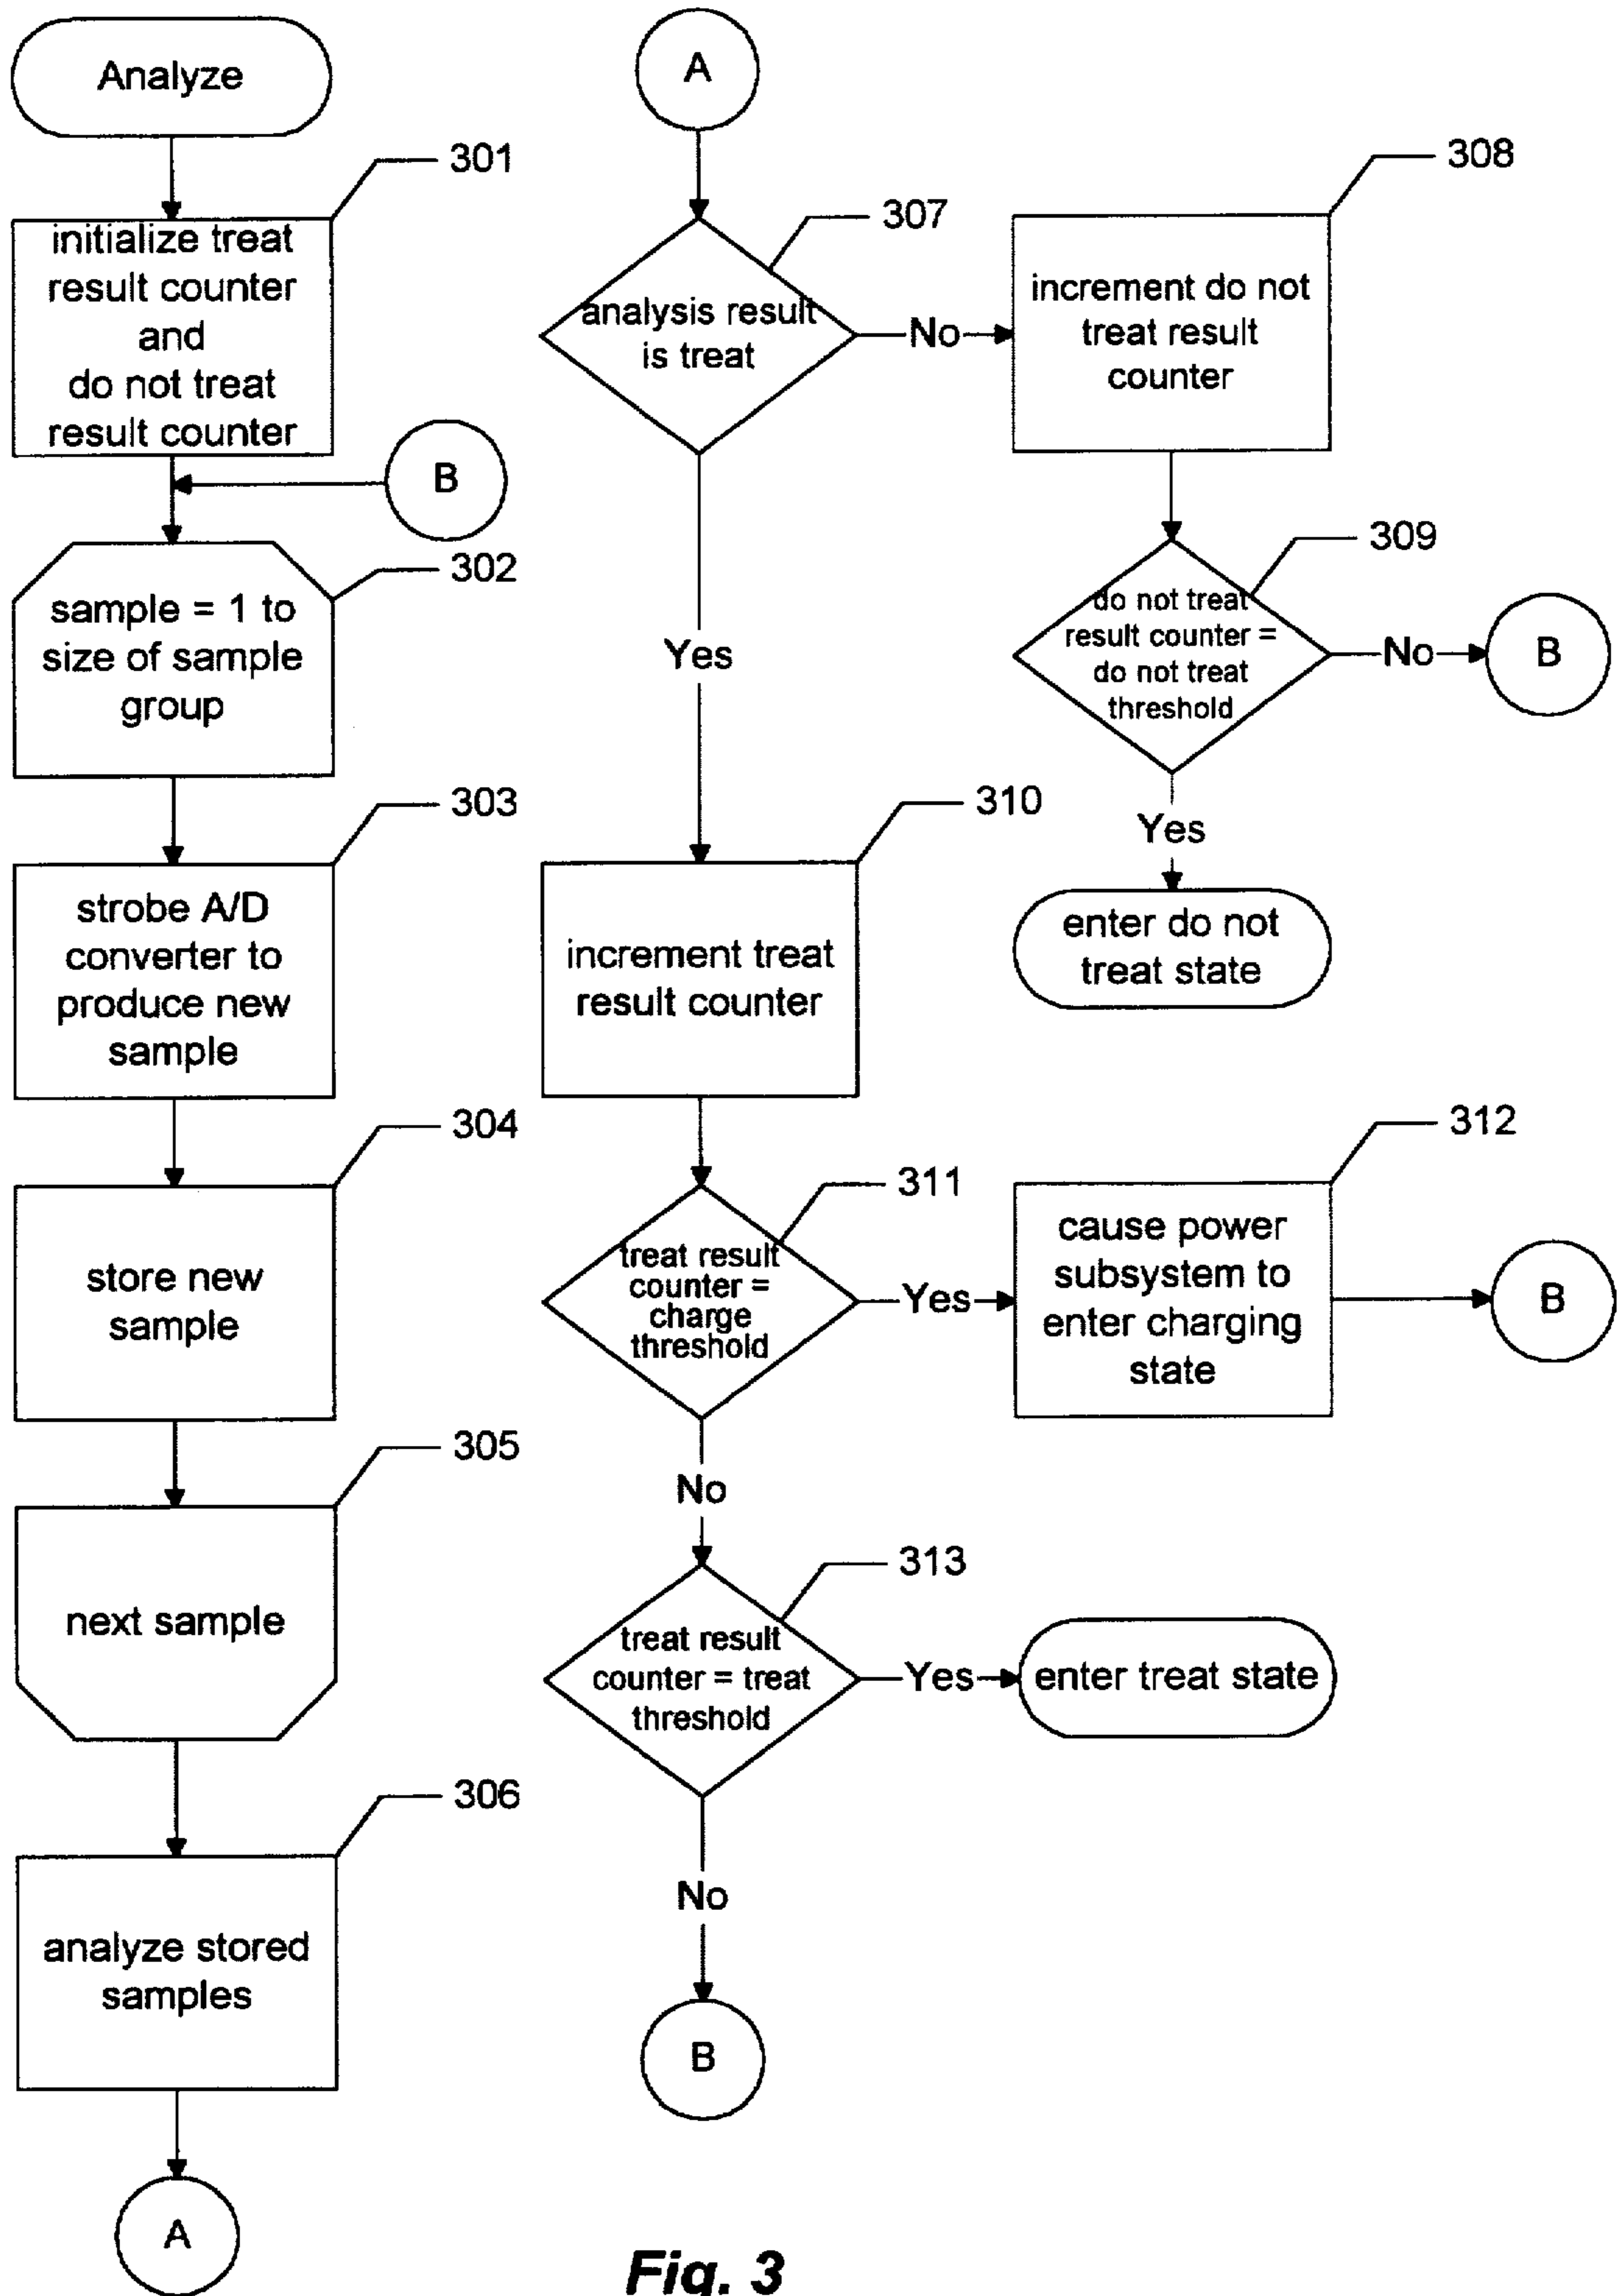 Analyze
301
initialize treat
result counter
and
do not treat
result counter
B
302
sample = 1 to
size of sample
group
303
strobe A/D
converter to
produce new
sample
304
store new
sample
305
next sample
306
analyze stored
samples
A
A
307
analysis result
is treat
No
308
increment do not
treat result
counter
309
do not treat
result counter =
do not treat
threshold
No
B
Yes
enter do not
treat state
Yes
310
increment treat
result counter
311
treat result
counter =
charge
threshold
Yes
312
cause power
subsystem to
enter charging
state
B
No
313
treat result
counter = treat
threshold
Yes
enter treat state
No
B
Fig. 3